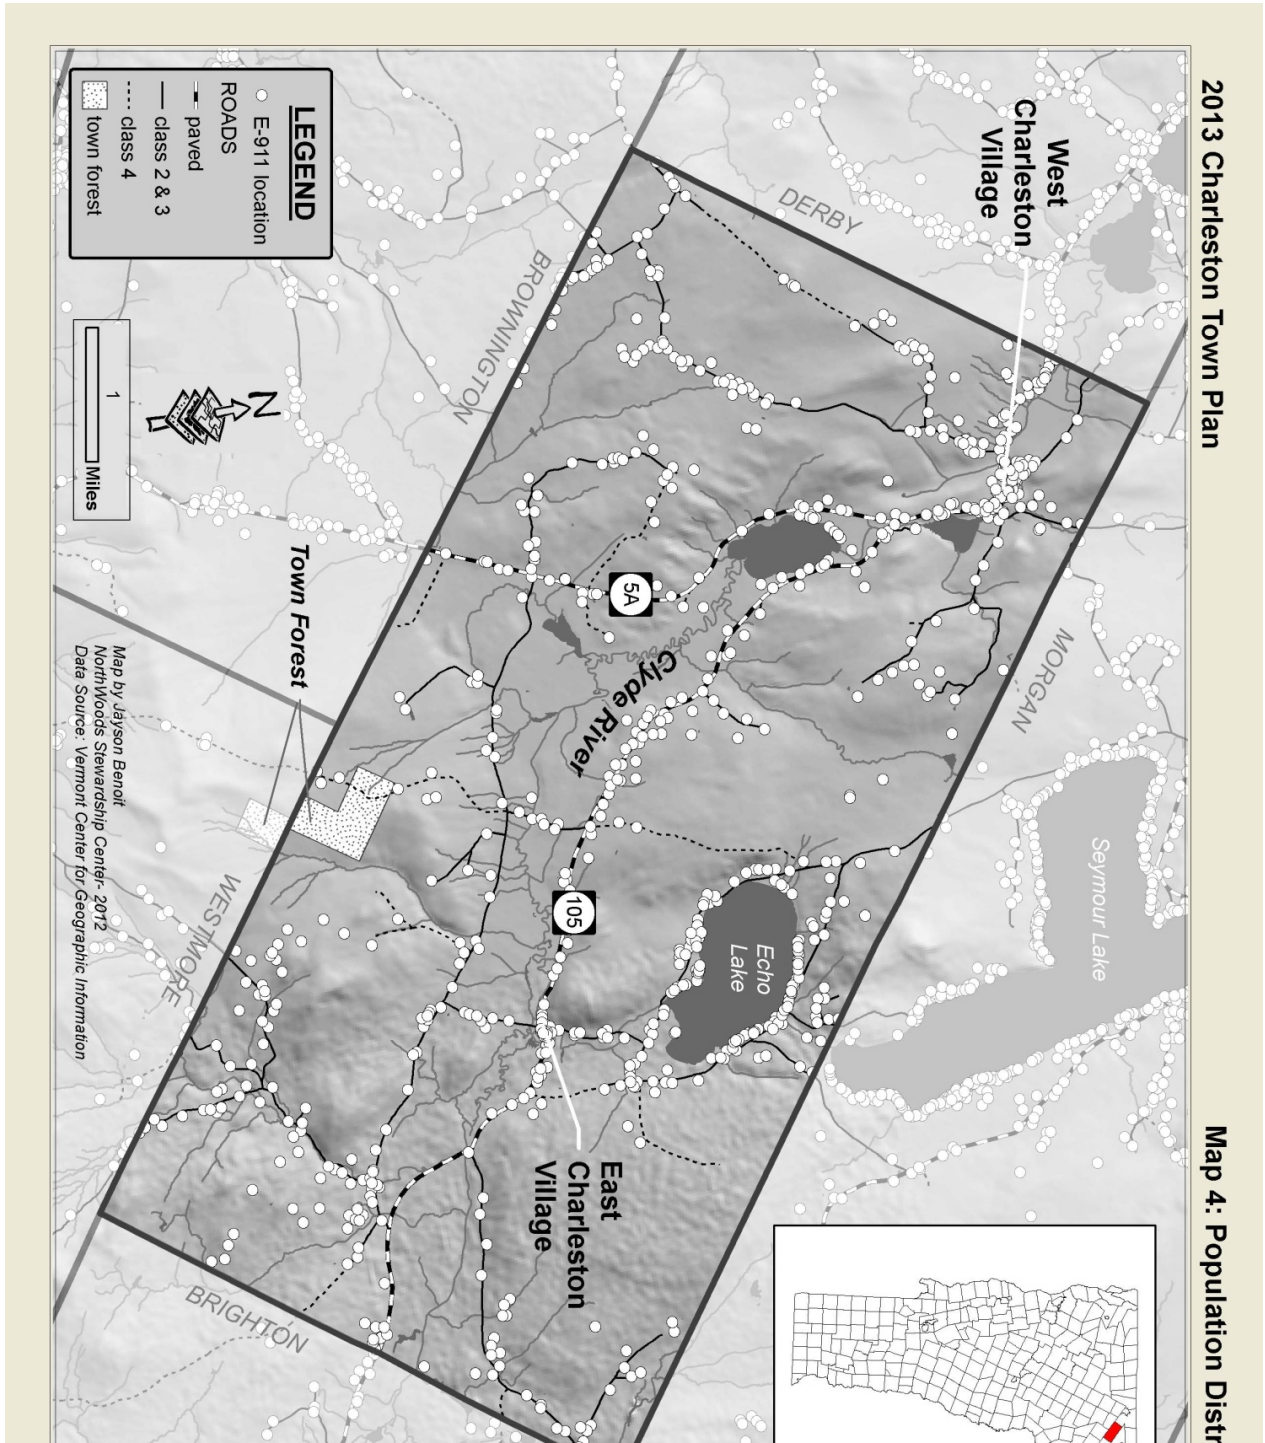 2013 Charleston Town Plan
Map 4: Population Distr
West
Charleston
Village
DERBY
MORGAN
Seymour Lake
Echo
Lake
BROWNINGTON
5A
Clyde River
105
East
Charleston
Village
Town Forest
WESTMORE
BRIGHTON
LEGEND
E-911 location
ROADS
paved
class 2 & 3
class 4
town forest
N
1
Miles
Map by Jayson Benoit
NorthWoods Stewardship Center- 2012
Data Source: Vermont Center for Geographic Information